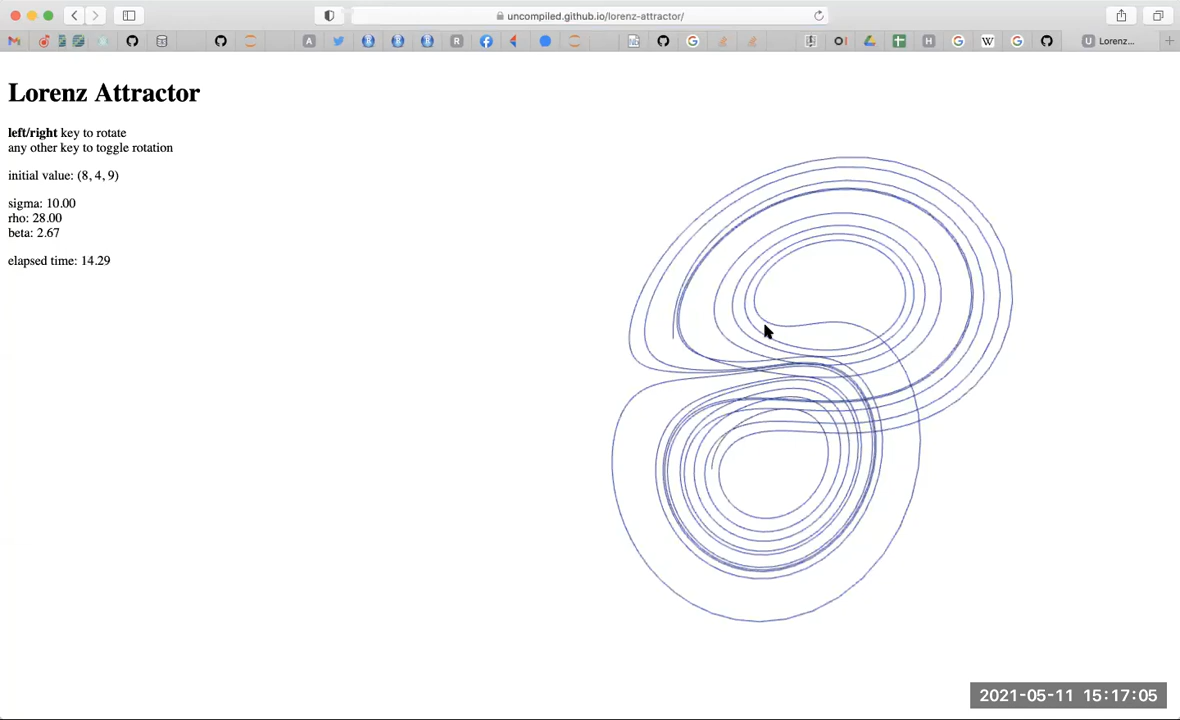 uncompiled.github.io/lorenz-attractor/
A
R
Nb
H
W
U Lorenz...
Lorenz Attractor
left/right key to rotate
any other key to toggle rotation
initial value: (8, 4, 9)
sigma: 10.00
rho: 28.00
beta: 2.67
elapsed time: 14.29
2021-05-11 15:17:05